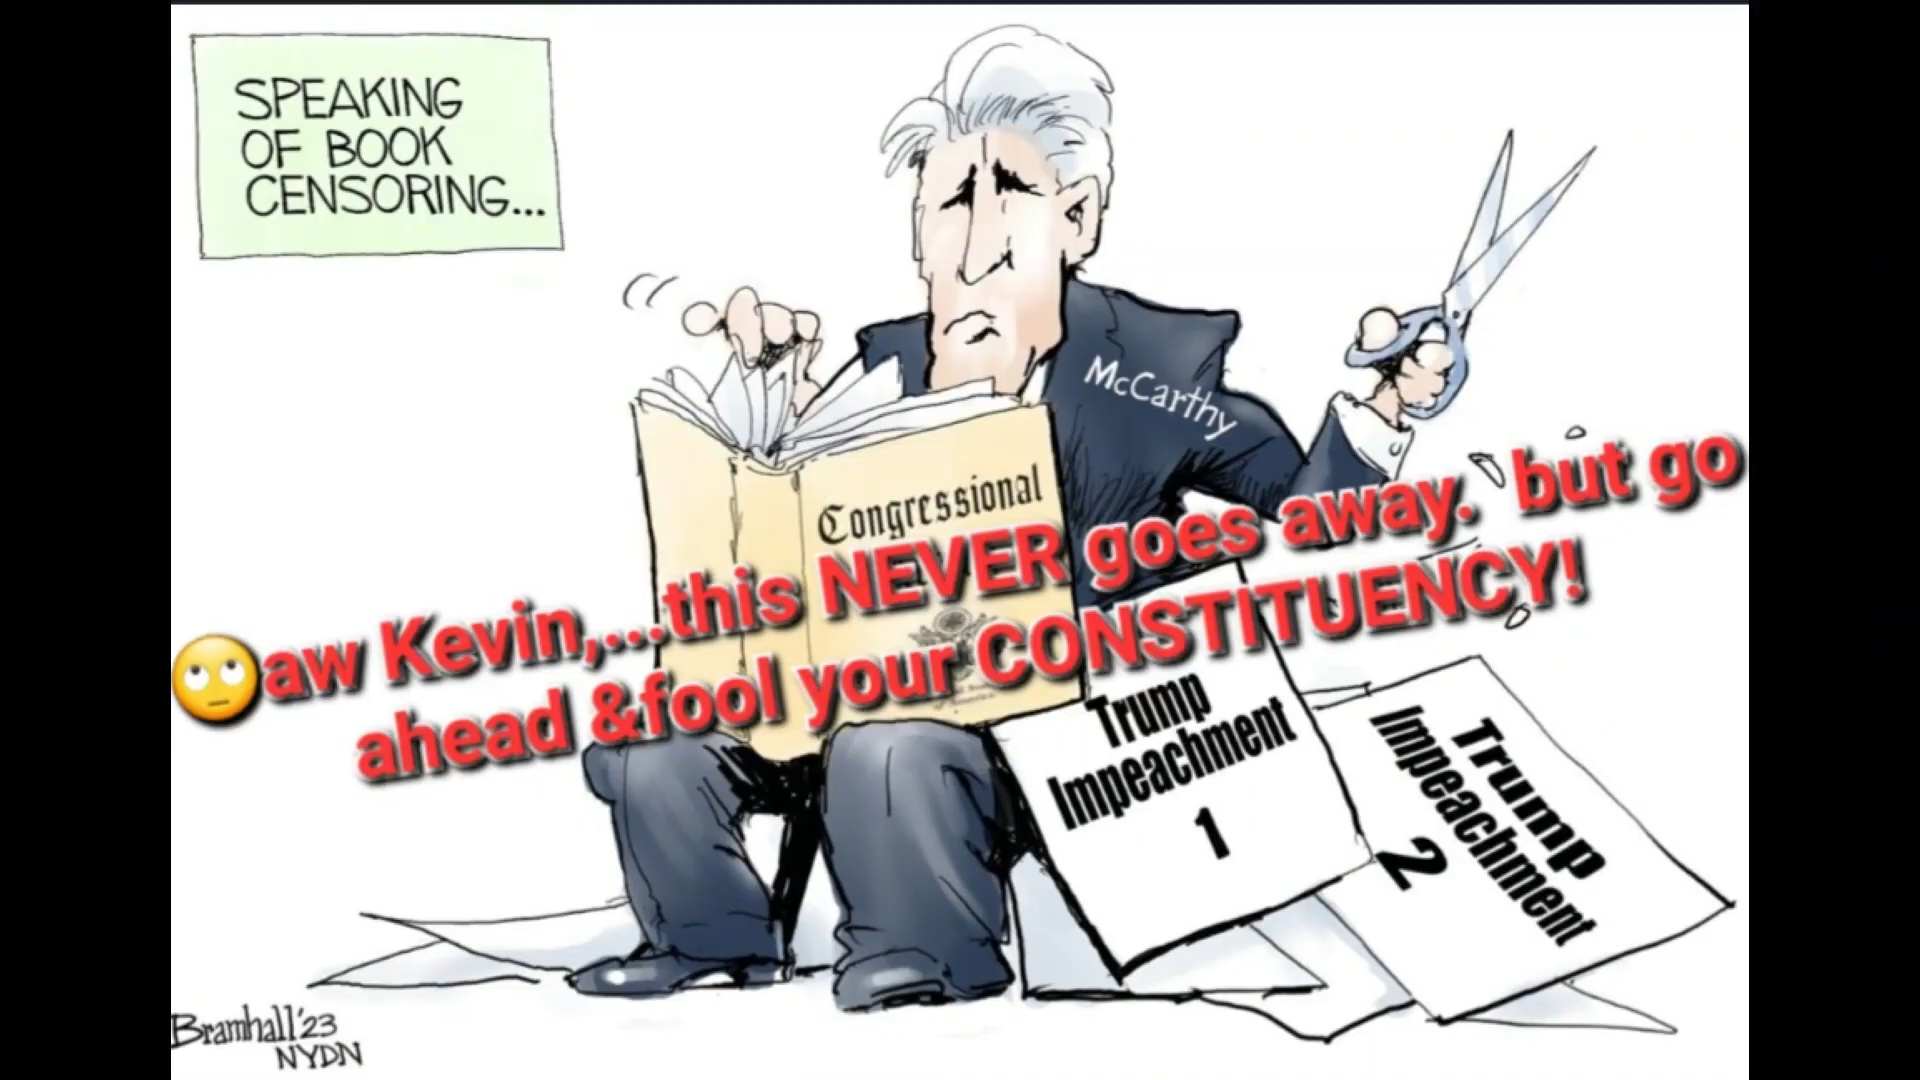 SPEAKING
OF BOOK
CENSORING...
McCarthy
Congressional
🙄aw Kevin,...this NEVER goes away. but go
ahead &fool your CONSTITUENCY!
Trump
Impeachment
1
Trump
Impeachment
2
Bramhall'23
NYDN